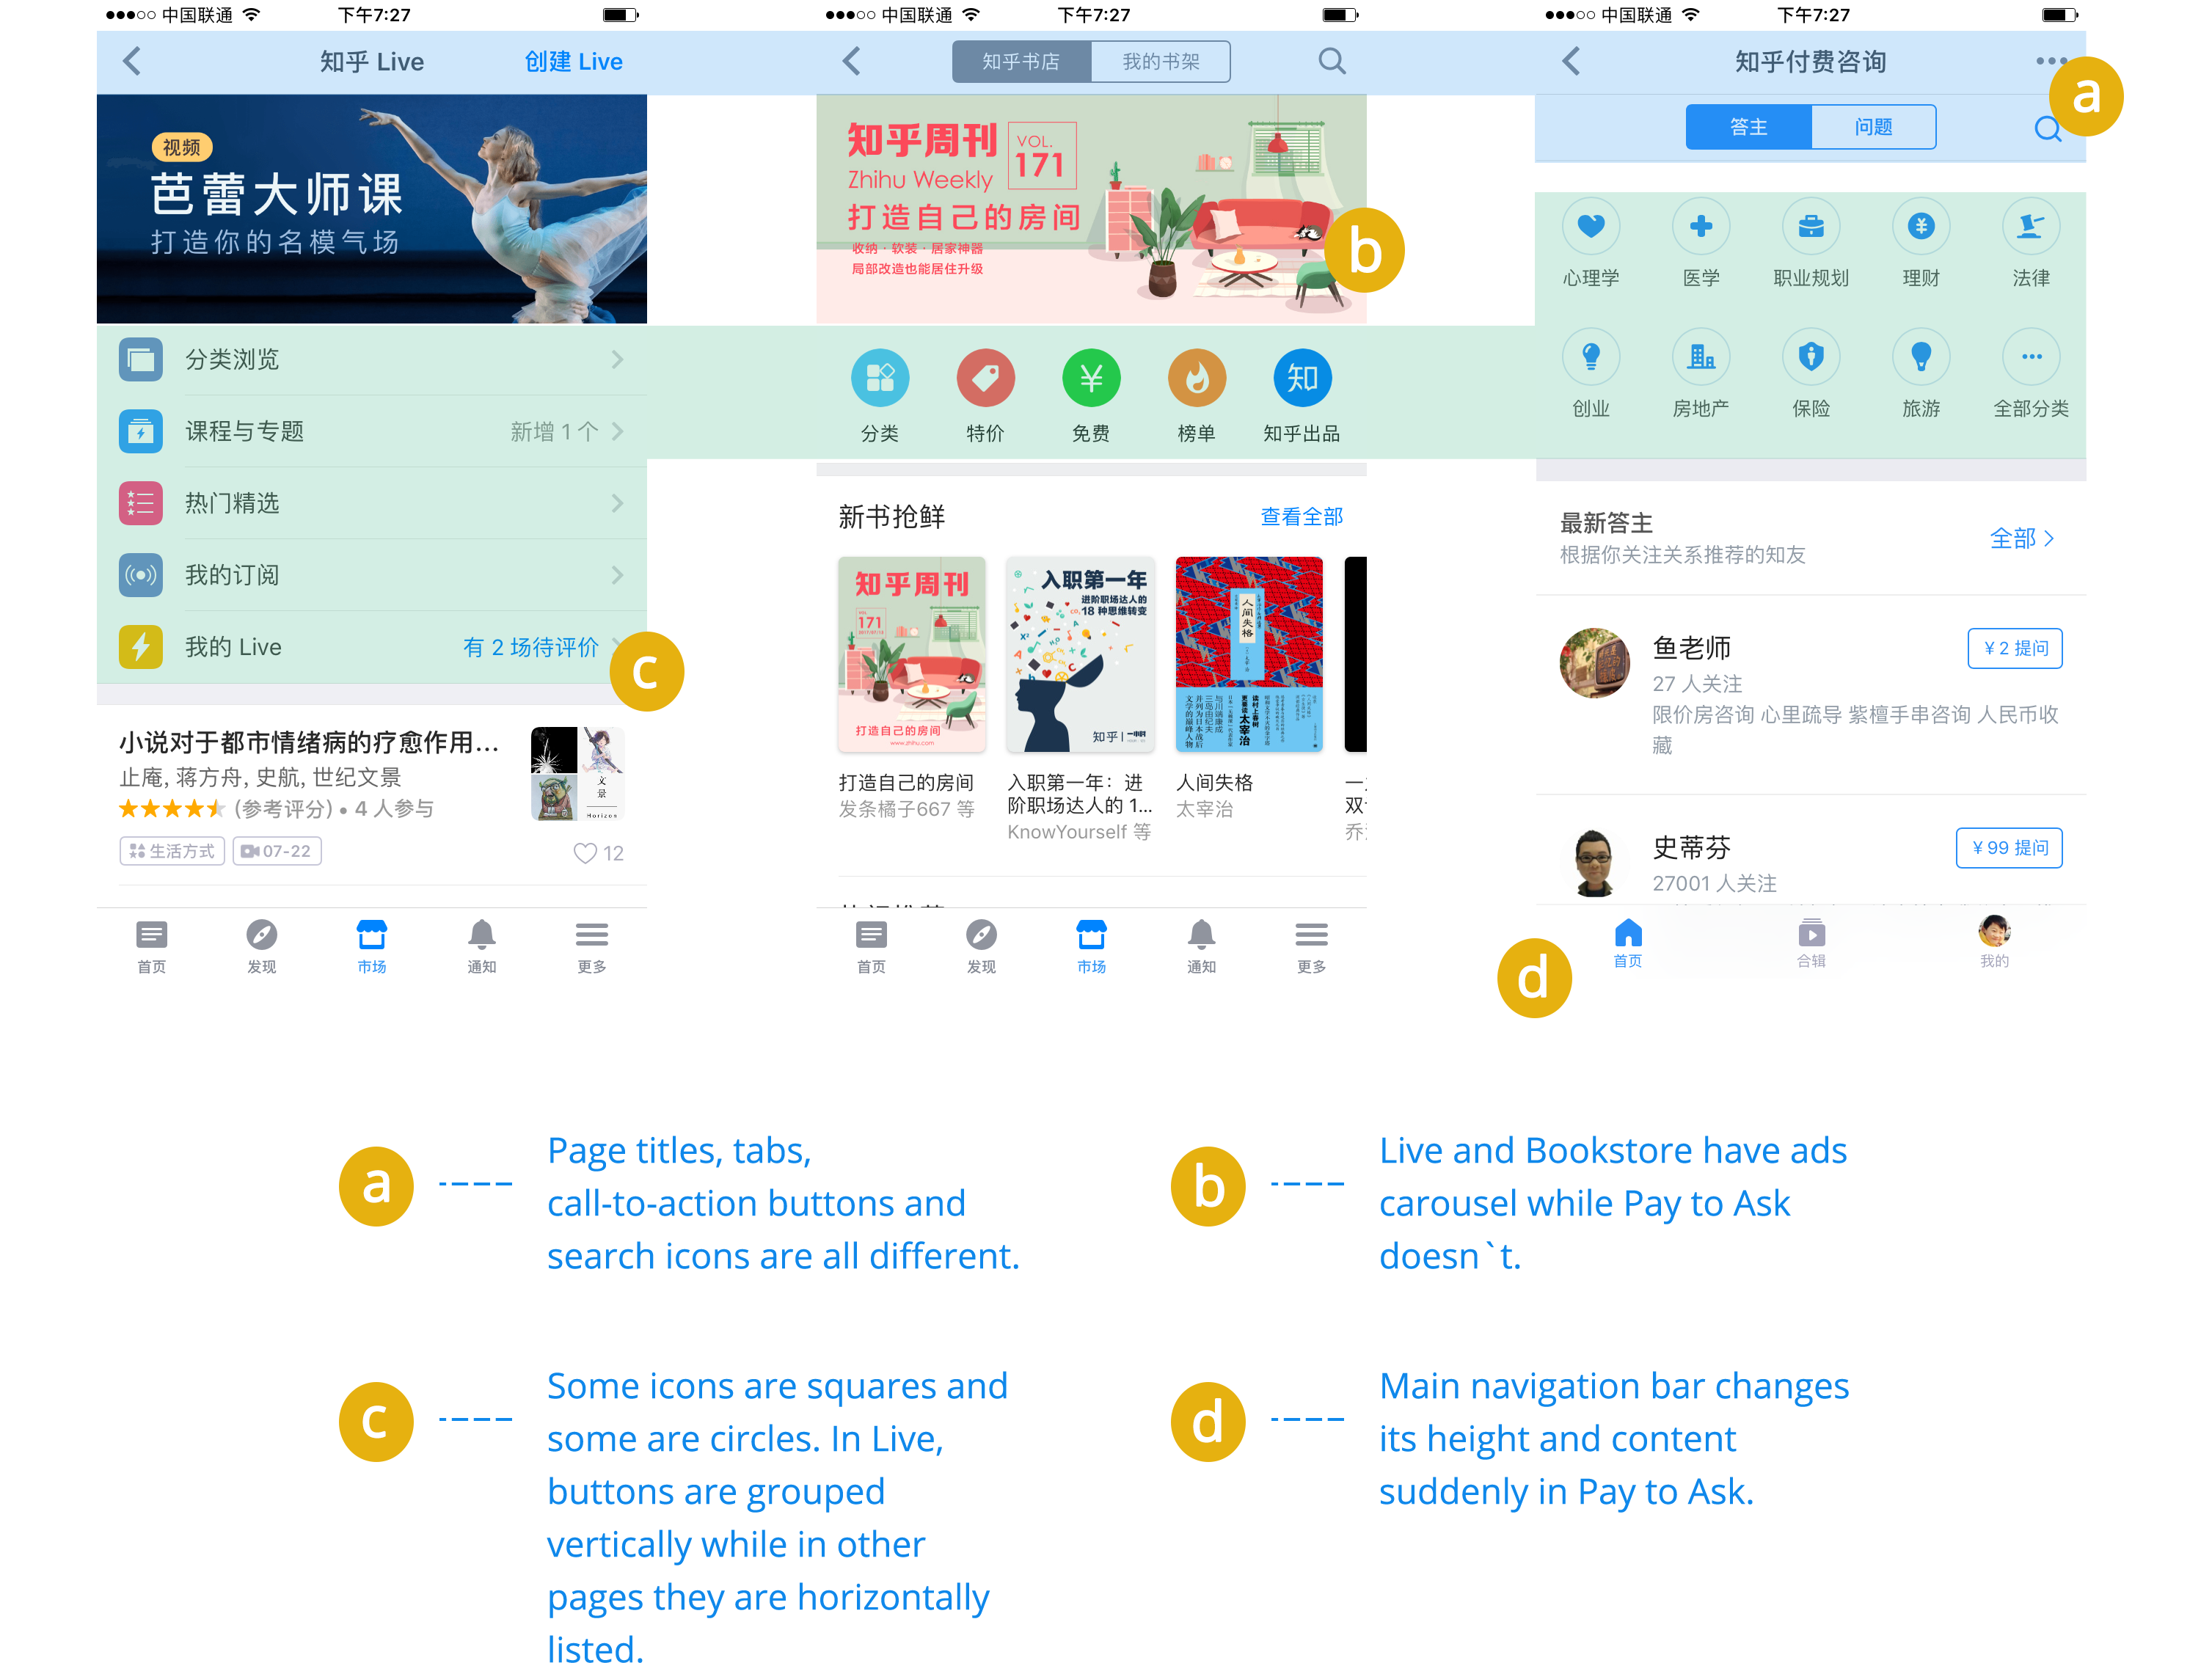 中国联通
下午7:27
知乎 Live
创建 Live
视频
芭蕾大师课
打造你的名模气场
分类浏览
课程与专题
新增 1 个
热门精选
我的订阅
我的 Live
有 2 场待评价
小说对于都市情绪病的疗愈作用...
止庵, 蒋方舟, 史航, 世纪文景
(参考评分) • 4 人参与
文景
Horizon
生活方式
07-22
12
首页
发现
市场
通知
更多
中国联通
下午7:27
知乎书店
我的书架
知乎周刊
VOL.
171
Zhihu Weekly
打造自己的房间
收纳 · 软装 · 居家神器
局部改造也能居住升级
b
分类
特价
免费
榜单
知
知乎出品
新书抢鲜
查看全部
知乎周刊
VOL.
171
打造自己的房间
www.zhihu.com
入职第一年
进阶职场达人的
18 种思维转变
知乎
人间失格
太宰治
打造自己的房间
发条橘子667 等
入职第一年：进
阶职场达人的 1...
KnowYourself 等
人间失格
太宰治
首页
发现
市场
通知
更多
中国联通
下午7:27
知乎付费咨询
a
答主
问题
心理学
医学
职业规划
理财
法律
创业
房地产
保险
旅游
全部分类
最新答主
根据你关注关系推荐的知友
全部
鱼老师
¥ 2 提问
27 人关注
限价房咨询 心里疏导 紫檀手串咨询 人民币收
藏
史蒂芬
¥ 99 提问
27001 人关注
首页
合辑
我的
c
d
a
Page titles, tabs,
call-to-action buttons and
search icons are all different.
b
Live and Bookstore have ads
carousel while Pay to Ask
doesn`t.
c
Some icons are squares and
some are circles. In Live,
buttons are grouped
vertically while in other
pages they are horizontally
listed.
d
Main navigation bar changes
its height and content
suddenly in Pay to Ask.